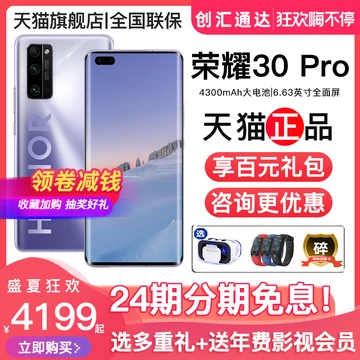 天猫旗舰店|全国联保
创汇通达
狂欢嗨不停
荣耀30 Pro
4300mAh大电池|6.63英寸全面屏
天猫正品
享百元礼包
咨询更优惠
领卷减钱
收藏加购 抽奖好礼
HONOR
选
碎
24期分期免息！
盛夏狂欢
¥4199起
立即购买
选多重礼+送年费影视会员